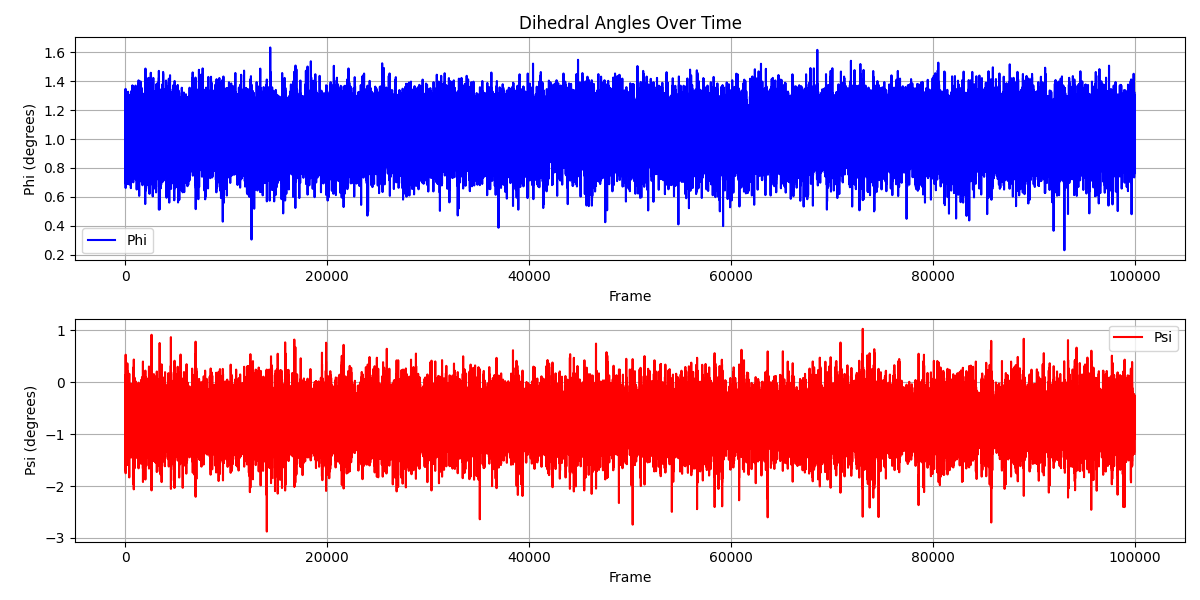 Dihedral Angles Over Time
1.6
1.4
1.2
1.0
0.8
0.6
0.4
0.2
Phi (degrees)
Phi
0 20000 40000 60000 80000 100000
Frame
1
0
−1
−2
−3
Psi (degrees)
Psi
0 20000 40000 60000 80000 100000
Frame